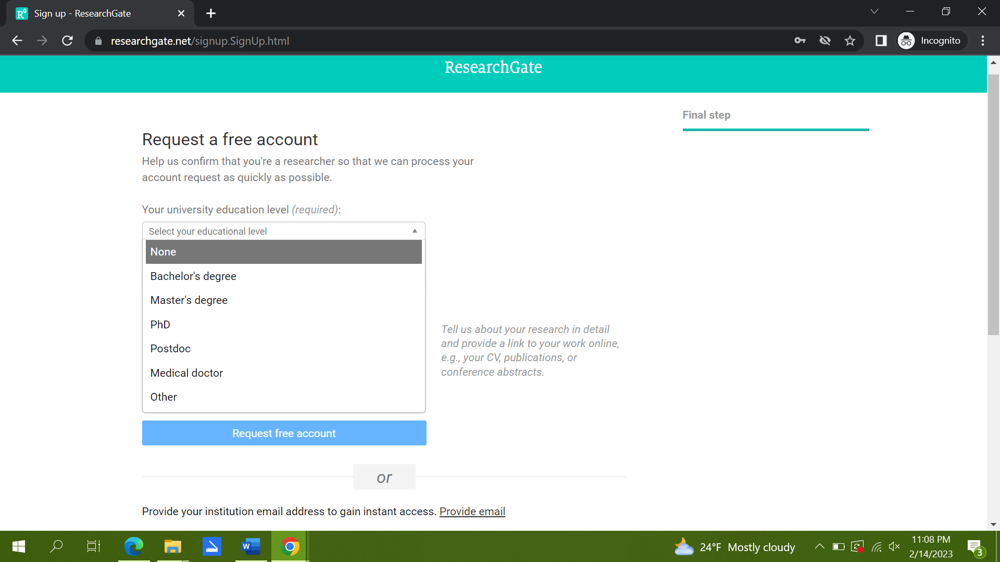 Sign up - ResearchGate
researchgate.net/signup.SignUp.html
Incognito
ResearchGate
Final step
Request a free account
Help us confirm that you're a researcher so that we can process your
account request as quickly as possible.
Your university education level (required):
Select your educational level
None
Bachelor's degree
Master's degree
PhD
Postdoc
Medical doctor
Other
Tell us about your research in detail
and provide a link to your work online,
e.g., your CV, publications, or
conference abstracts.
Request free account
or
Provide your institution email address to gain instant access. Provide email
24°F Mostly cloudy
11:08 PM
2/14/2023
3